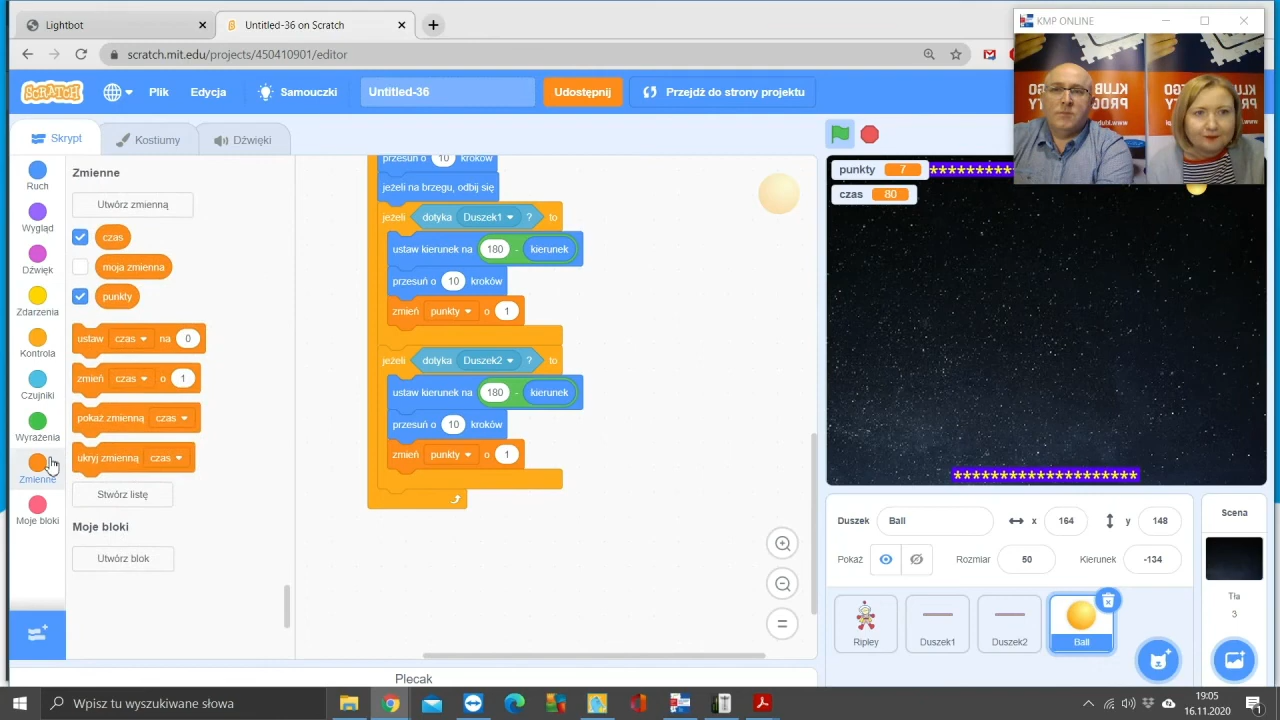 Lightbot
Untitled-36 on Scratch
KMP ONLINE
scratch.mit.edu/projects/450410901/editor
SCRATCH
Plik
Edycja
Samouczki
Untitled-36
Udostępnij
Przejdź do strony projektu
Skrypt
Kostiumy
Dźwięki
Ruch
Wygląd
Dźwięk
Zdarzenia
Kontrola
Czujniki
Wyrażenia
Zmienne
Moje bloki
Zmienne
Utwórz zmienną
czas
moja zmienna
punkty
ustaw czas na 0
zmień czas o 1
pokaż zmienną czas
ukryj zmienną czas
Stwórz listę
Moje bloki
Utwórz blok
przesuń o 10 kroków
jeżeli na brzegu, odbij się
jeżeli dotyka Duszek1 ? to
ustaw kierunek na 180 - kierunek
przesuń o 10 kroków
zmień punkty o 1
jeżeli dotyka Duszek2 ? to
ustaw kierunek na 180 - kierunek
przesuń o 10 kroków
zmień punkty o 1
Plecak
punkty 7
czas 80
KLUB
PROG
Duszek Ball x 164 y 148
Pokaż Rozmiar 50 Kierunek -134
Ripley
Duszek1
Duszek2
Ball
Scena
Tła
3
Wpisz tu wyszukiwane słowa
19:05
16.11.2020
1